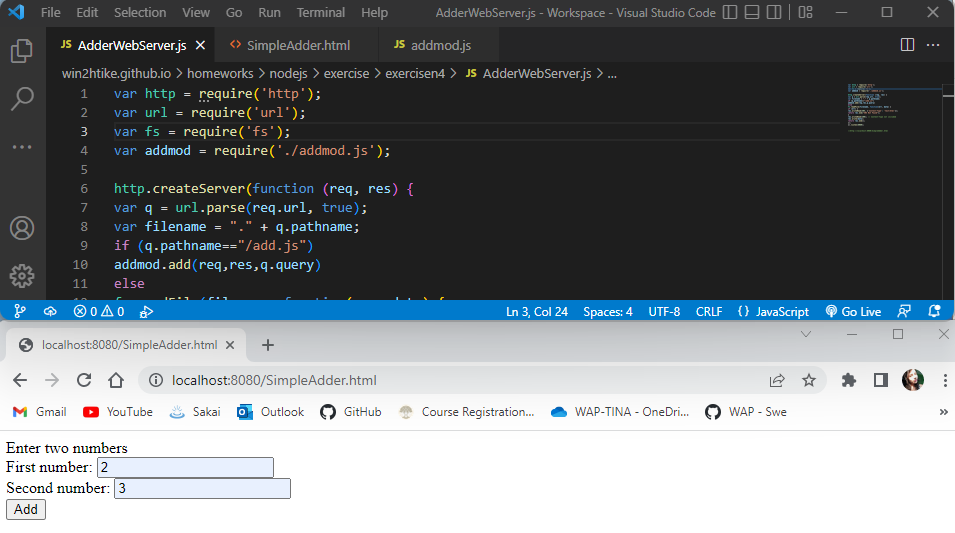 File Edit Selection View Go Run Terminal Help AdderWebServer.js - Workspace - Visual Studio Code
JS AdderWebServer.js <> SimpleAdder.html JS addmod.js
win2htike.github.io > homeworks > nodejs > exercise > exercisen4 > JS AdderWebServer.js > ...
1 var http = require('http');
2 var url = require('url');
3 var fs = require('fs');
4 var addmod = require('./addmod.js');
5
6 http.createServer(function (req, res) {
7 var q = url.parse(req.url, true);
8 var filename = "." + q.pathname;
9 if (q.pathname=="/add.js")
10 addmod.add(req,res,q.query)
11 else
0 0 Ln 3, Col 24 Spaces: 4 UTF-8 CRLF {} JavaScript Go Live
localhost:8080/SimpleAdder.html
localhost:8080/SimpleAdder.html
Gmail YouTube Sakai Outlook GitHub Course Registration... WAP-TINA - OneDri... WAP - Swe »
Enter two numbers
First number: 2
Second number: 3
Add